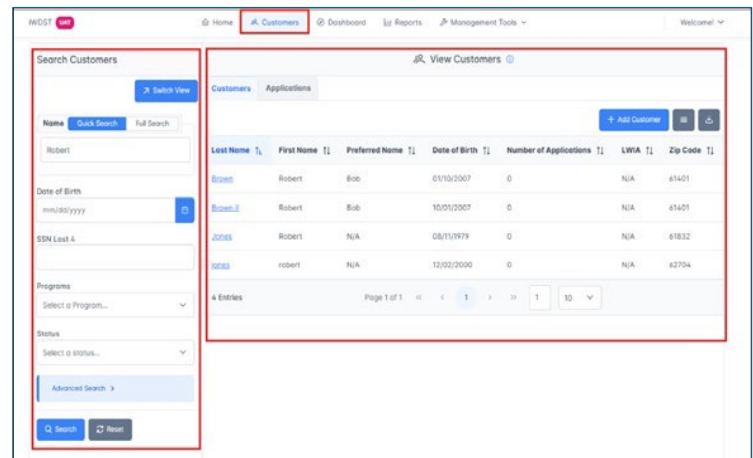 IWDST UAT Home Customers Dashboard Reports Management Tools Welcome!
Search Customers
Switch View
Name Quick Search Full Search
Robert
Date of Birth
mm/dd/yyyy
SSN Last 4
Programs
Select a Program...
Status
Select a status...
Advanced Search
Search Reset
View Customers
Customers Applications
+ Add Customer
Last Name First Name Preferred Name Date of Birth Number of Applications LWIA Zip Code
Brown Robert Bob 01/10/2007 0 N/A 61401
Brown II Robert Bob 10/01/2007 0 N/A 61401
Jones Robert N/A 08/11/1979 0 N/A 61832
jones robert N/A 12/02/2000 0 N/A 62704
4 Entries Page 1 of 1 « ‹ 1 › » 1 10